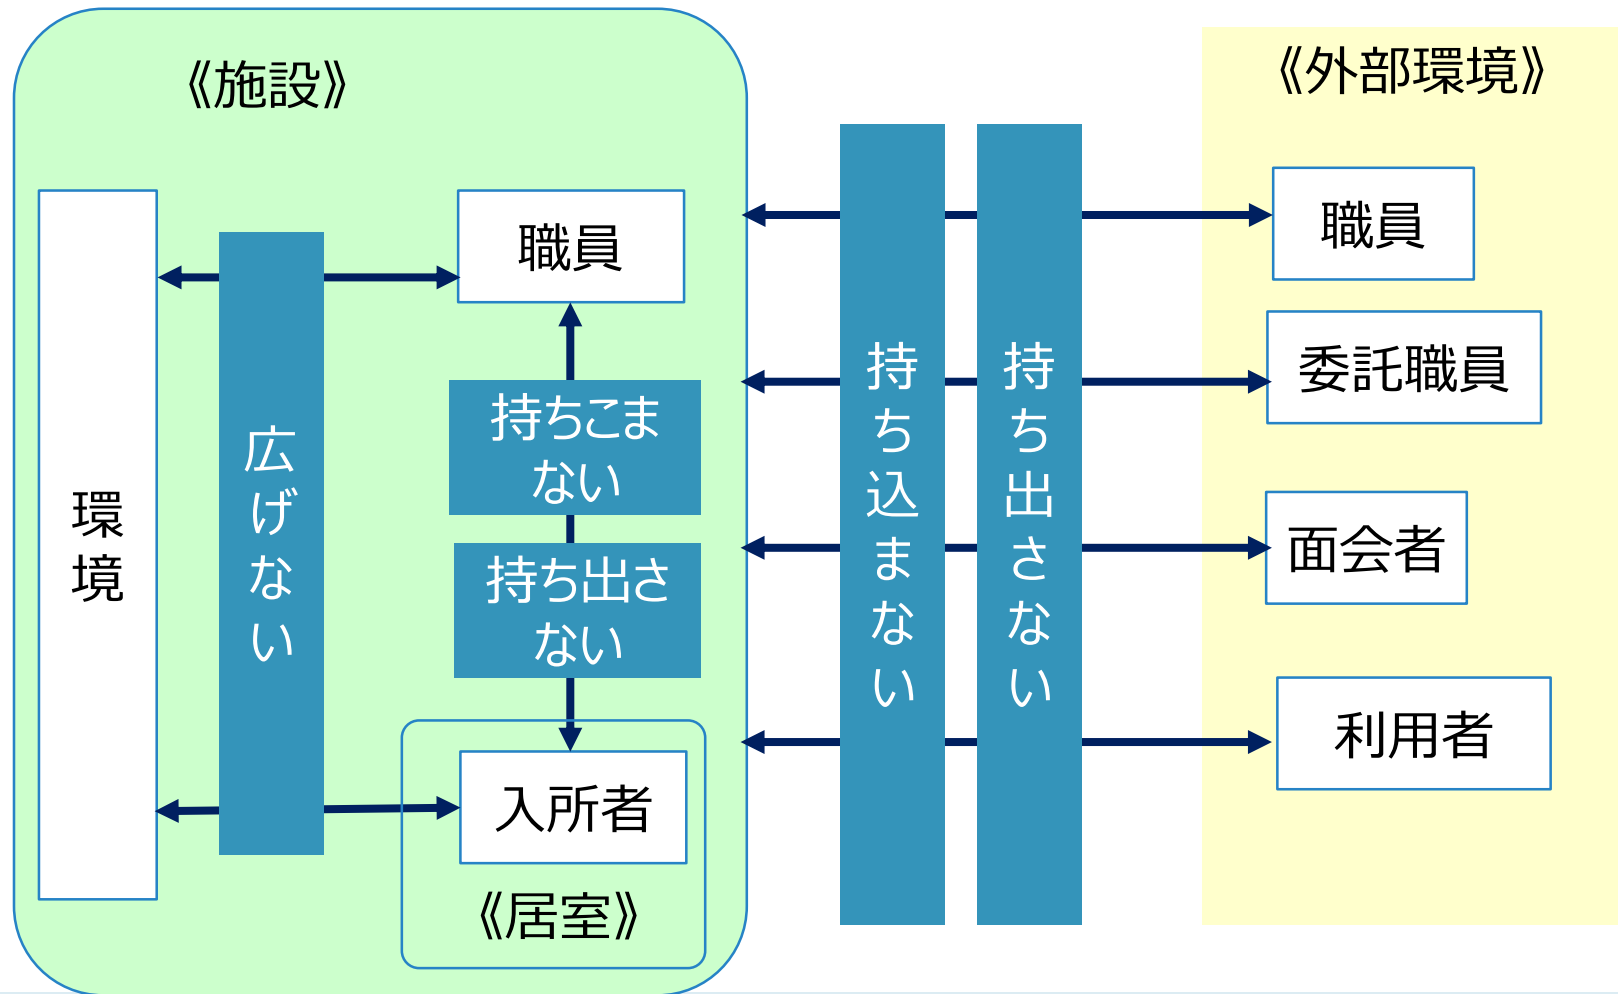 《施設》
環境
広げない
職員
持ちこま
ない
持ち出さ
ない
入所者
《居室》
持ち込まない
持ち出さない
《外部環境》
職員
委託職員
面会者
利用者